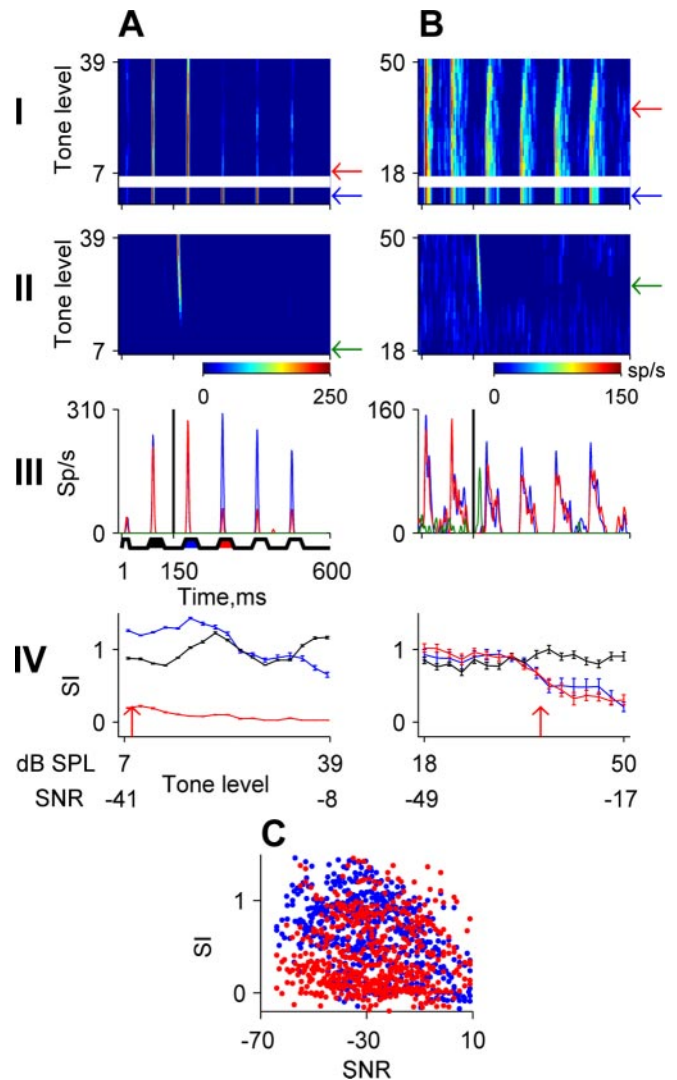 A B
I
Tone level
39
7
50
18
II
Tone level
39
7
50
18
0 250
0 150
sp/s
III
Sp/s
310
0
160
0
1 150 600
Time,ms
IV
SI
1
0
1
0
dB SPL 7 39 18 50
Tone level
SNR -41 -8 -49 -17
C
SI
1
0
-70 -30 10
SNR